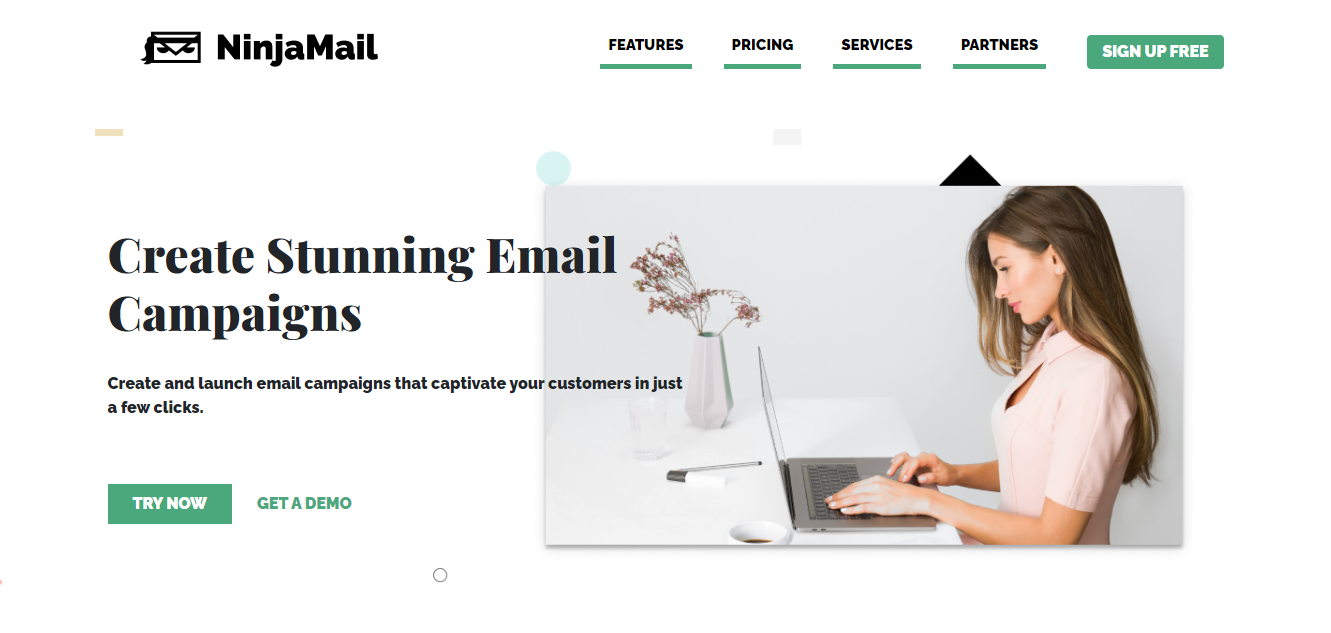 NinjaMail
FEATURES
PRICING
SERVICES
PARTNERS
SIGN UP FREE
Create Stunning Email
Campaigns
Create and launch email campaigns that captivate your customers in just
a few clicks.
TRY NOW
GET A DEMO